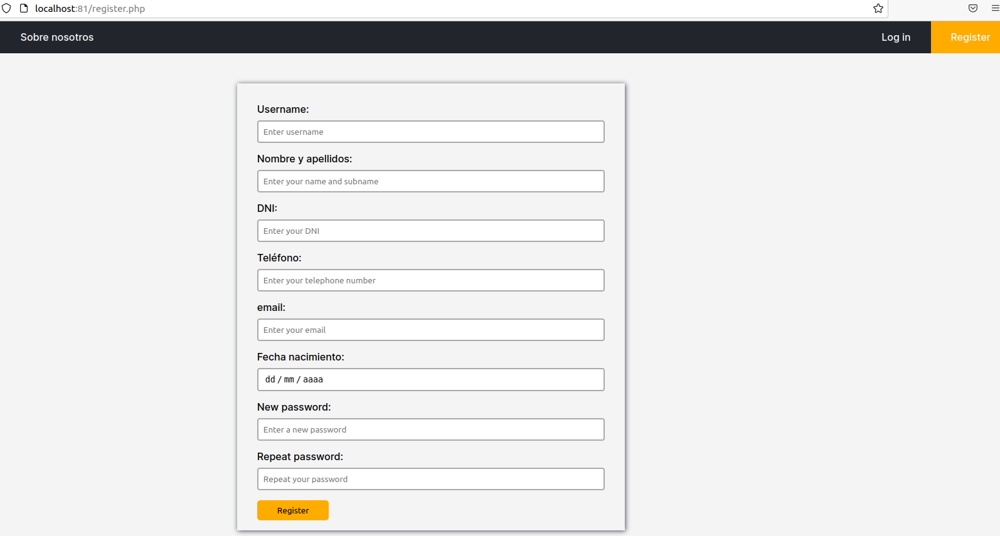 localhost:81/register.php
Sobre nosotros
Log in
Register
Username:
Enter username
Nombre y apellidos:
Enter your name and subname
DNI:
Enter your DNI
Teléfono:
Enter your telephone number
email:
Enter your email
Fecha nacimiento:
dd / mm / aaaa
New password:
Enter a new password
Repeat password:
Repeat your password
Register